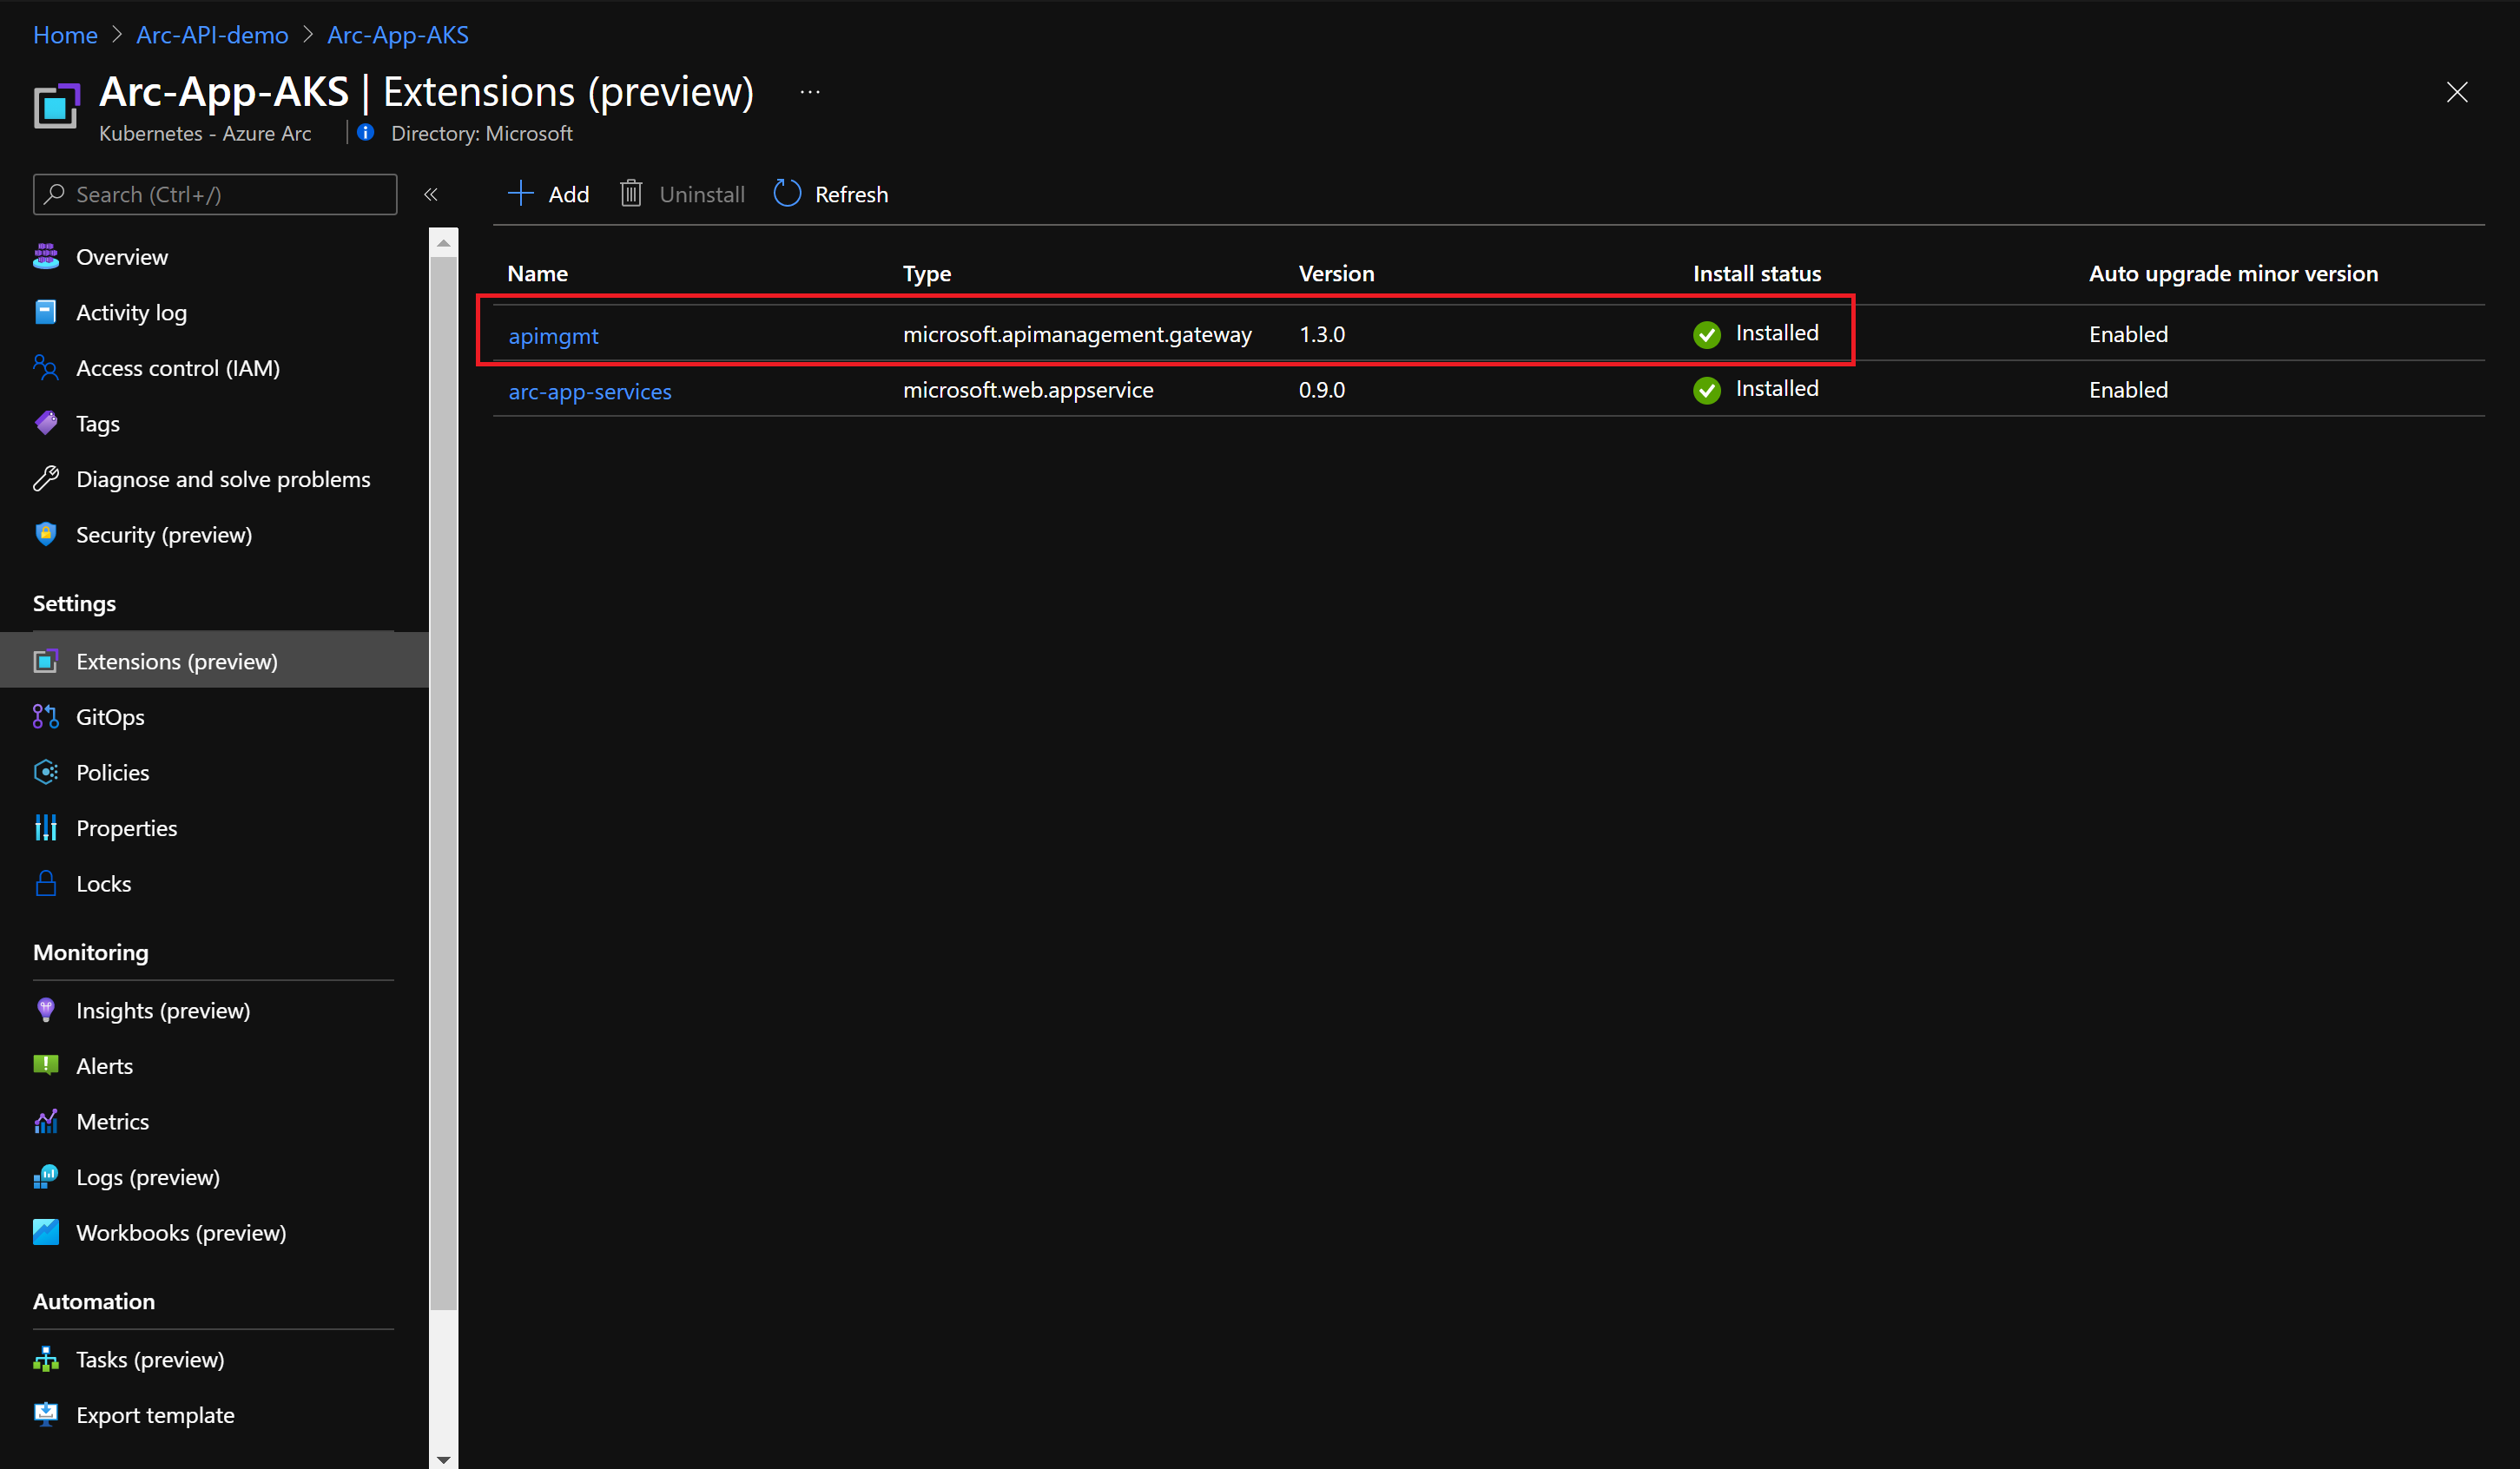 Home > Arc-API-demo > Arc-App-AKS
Arc-App-AKS | Extensions (preview) ...
Kubernetes - Azure Arc | Directory: Microsoft
Search (Ctrl+/)
«
Add
Uninstall
Refresh
Overview
Activity log
Access control (IAM)
Tags
Diagnose and solve problems
Security (preview)
Settings
Extensions (preview)
GitOps
Policies
Properties
Locks
Monitoring
Insights (preview)
Alerts
Metrics
Logs (preview)
Workbooks (preview)
Automation
Tasks (preview)
Export template
Name Type Version Install status Auto upgrade minor version
apimgmt microsoft.apimanagement.gateway 1.3.0 Installed Enabled
arc-app-services microsoft.web.appservice 0.9.0 Installed Enabled